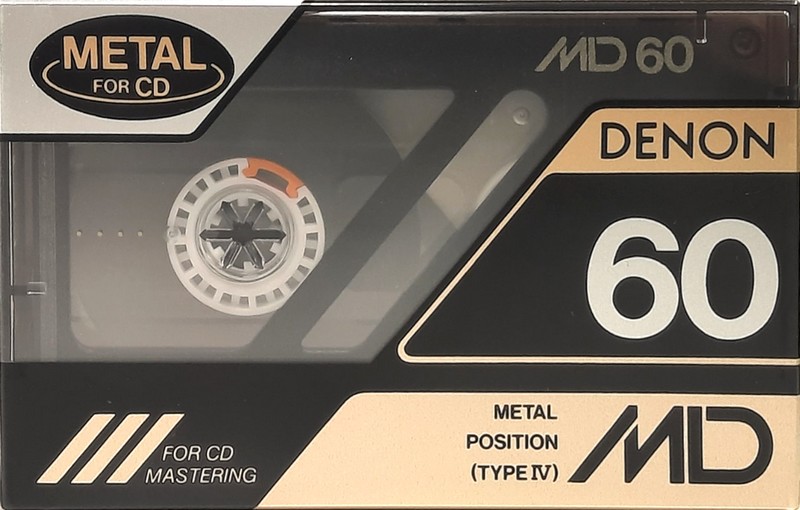 METAL
FOR CD
MD 60
DENON
60
FOR CD
MASTERING
METAL
POSITION
(TYPE IV)
MD